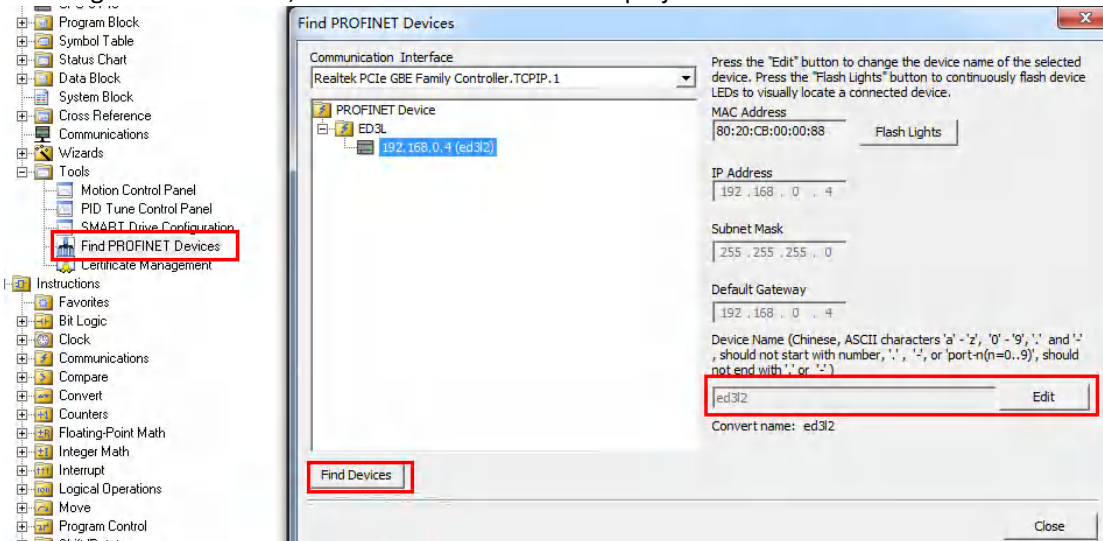 Program Block
Symbol Table
Status Chart
Data Block
System Block
Cross Reference
Communications
Wizards
Tools
Motion Control Panel
PID Tune Control Panel
SMART Drive Configuration
Find PROFINET Devices
Certificate Management
Instructions
Favorites
Bit Logic
Clock
Communications
Compare
Convert
Counters
Floating-Point Math
Integer Math
Interrupt
Logical Operations
Move
Program Control
Find PROFINET Devices
Communication Interface
Realtek PCIe GBE Family Controller.TCPIP.1
PROFINET Device
ED3L
192.168.0.4 (ed3l2)
Find Devices
Press the "Edit" button to change the device name of the selected
device. Press the "Flash Lights" button to continuously flash device
LEDs to visually locate a connected device.
MAC Address
80:20:CB:00:00:88
Flash Lights
IP Address
192 . 168 . 0 . 4
Subnet Mask
255 . 255 . 255 . 0
Default Gateway
192 . 168 . 0 . 4
Device Name (Chinese, ASCII characters 'a' - 'z', '0' - '9', '.' and '-'
, should not start with number, '.' , '-', or 'port-n(n=0..9)', should
not end with '.' or '-' )
ed3l2
Edit
Convert name: ed3l2
Close